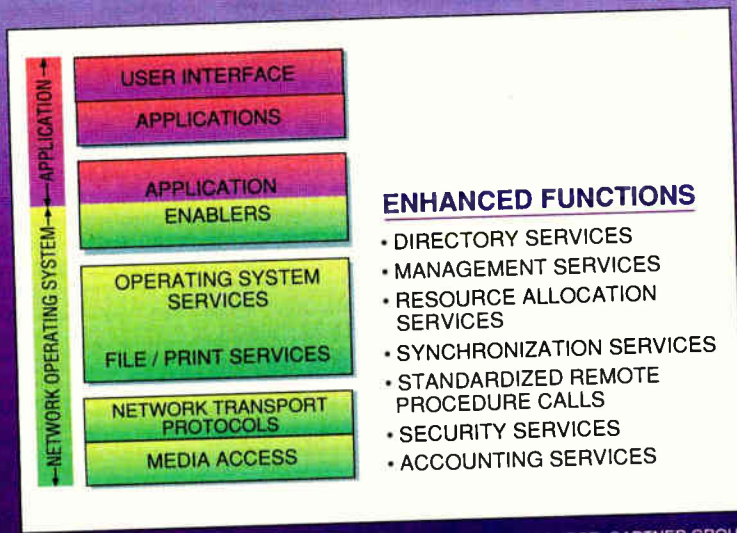 APPLICATION
NETWORK OPERATING SYSTEM
USER INTERFACE
APPLICATIONS
APPLICATION
ENABLERS
OPERATING SYSTEM
SERVICES
FILE / PRINT SERVICES
NETWORK TRANSPORT
PROTOCOLS
MEDIA ACCESS
ENHANCED FUNCTIONS
• DIRECTORY SERVICES
• MANAGEMENT SERVICES
• RESOURCE ALLOCATION
SERVICES
• SYNCHRONIZATION SERVICES
• STANDARDIZED REMOTE
PROCEDURE CALLS
• SECURITY SERVICES
• ACCOUNTING SERVICES